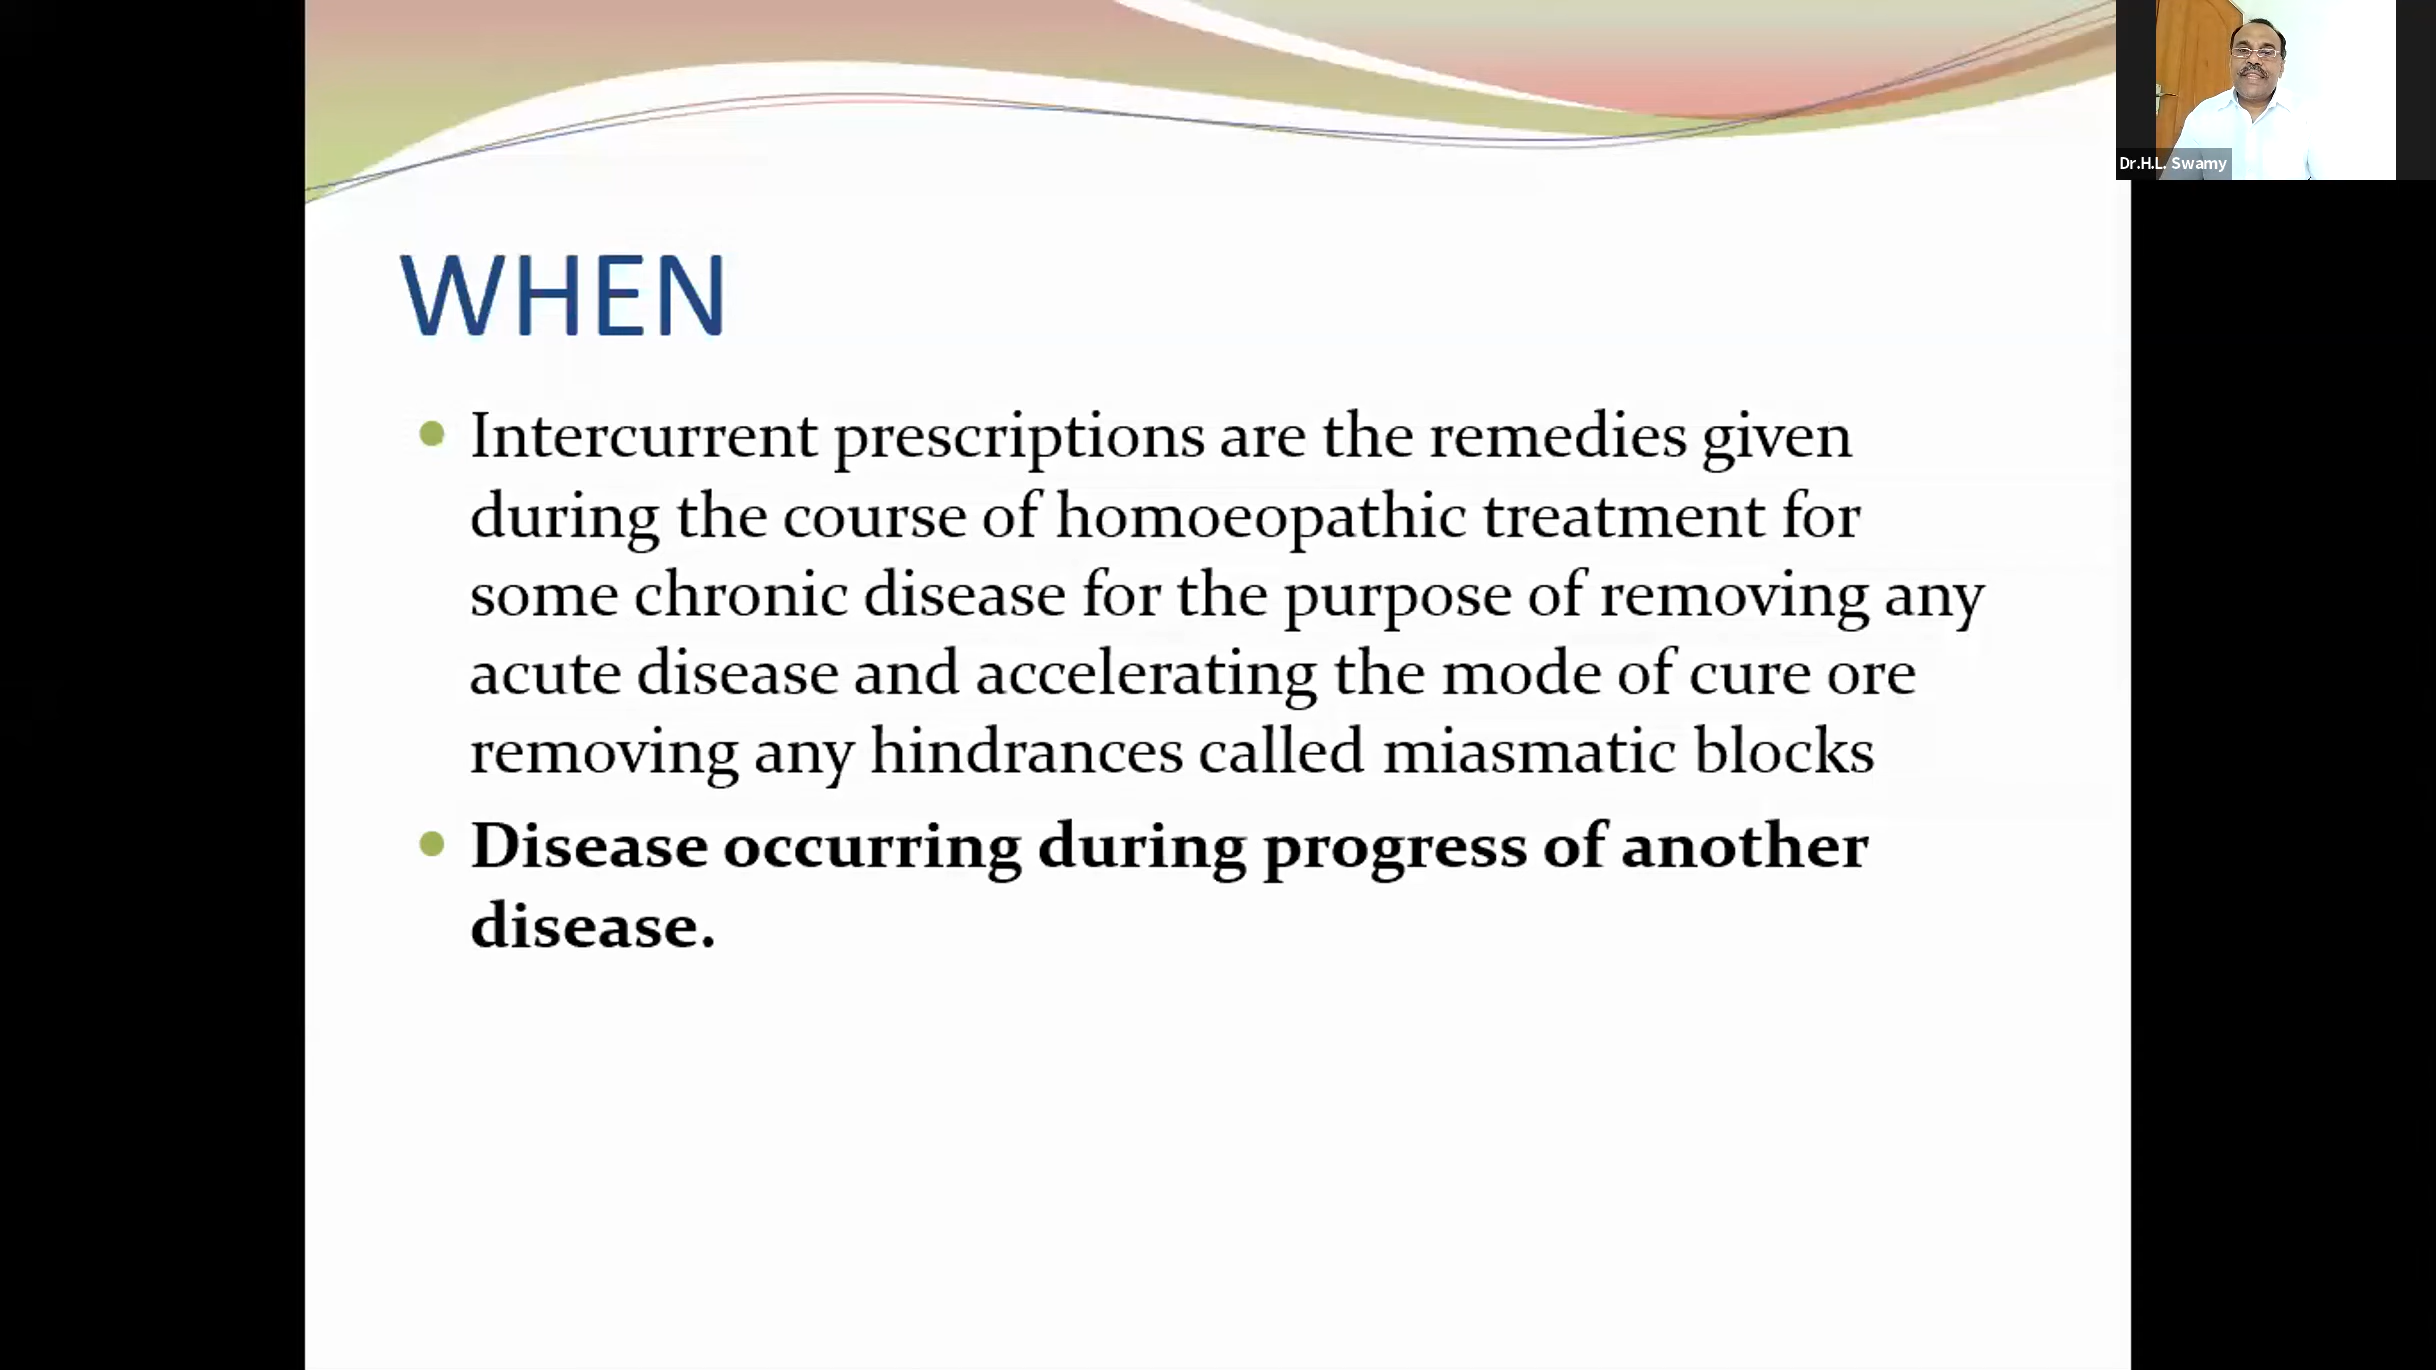 Dr.H.L. Swamy
WHEN
Intercurrent prescriptions are the remedies given
during the course of homoeopathic treatment for
some chronic disease for the purpose of removing any
acute disease and accelerating the mode of cure ore
removing any hindrances called miasmatic blocks
Disease occurring during progress of another
disease.